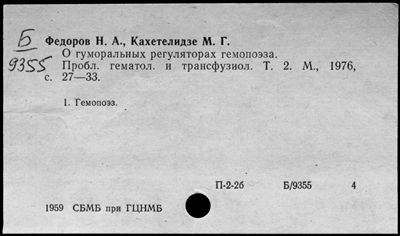 Б
9355
Федоров Н. А., Кахетелидзе М. Г.
О гуморальных регуляторах гемопоэза.
Пробл. гематол. и трансфузиол. Т. 2. М., 1976,
с. 27—33.
1. Гемопоэз.
П-2-2б Б/9355 4
1959 СБМБ при ГЦНМБ